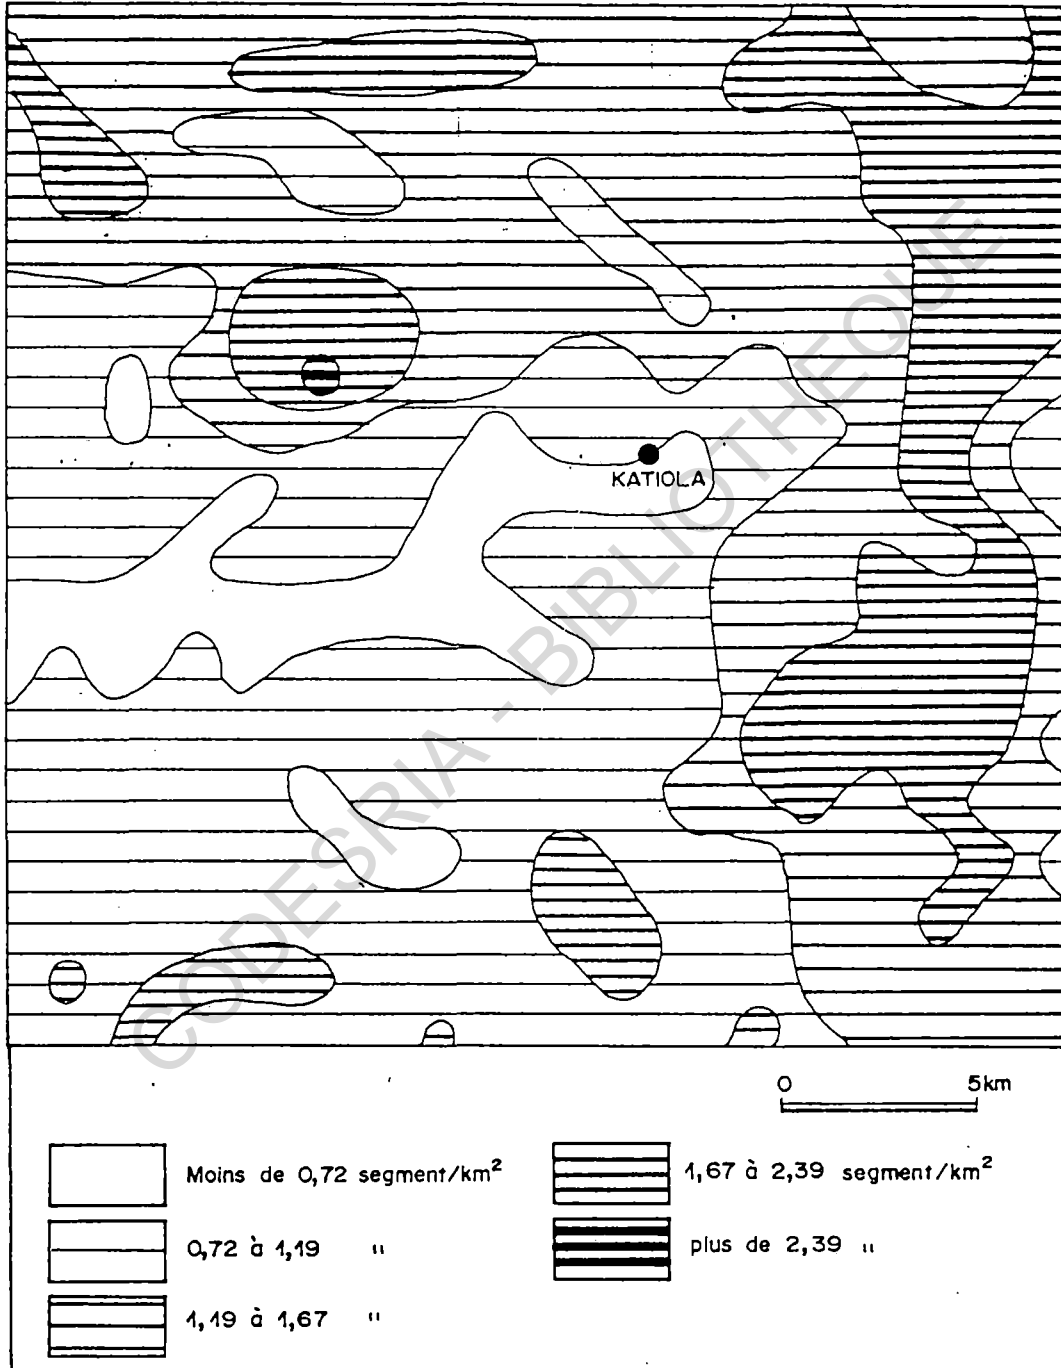 KATIOLA
CODESRIA - BIBLIOTHEQUE
0 5km
Moins de 0,72 segment/km²
0,72 à 1,19 "
1,19 à 1,67 "
1,67 à 2,39 segment/km²
plus de 2,39 "